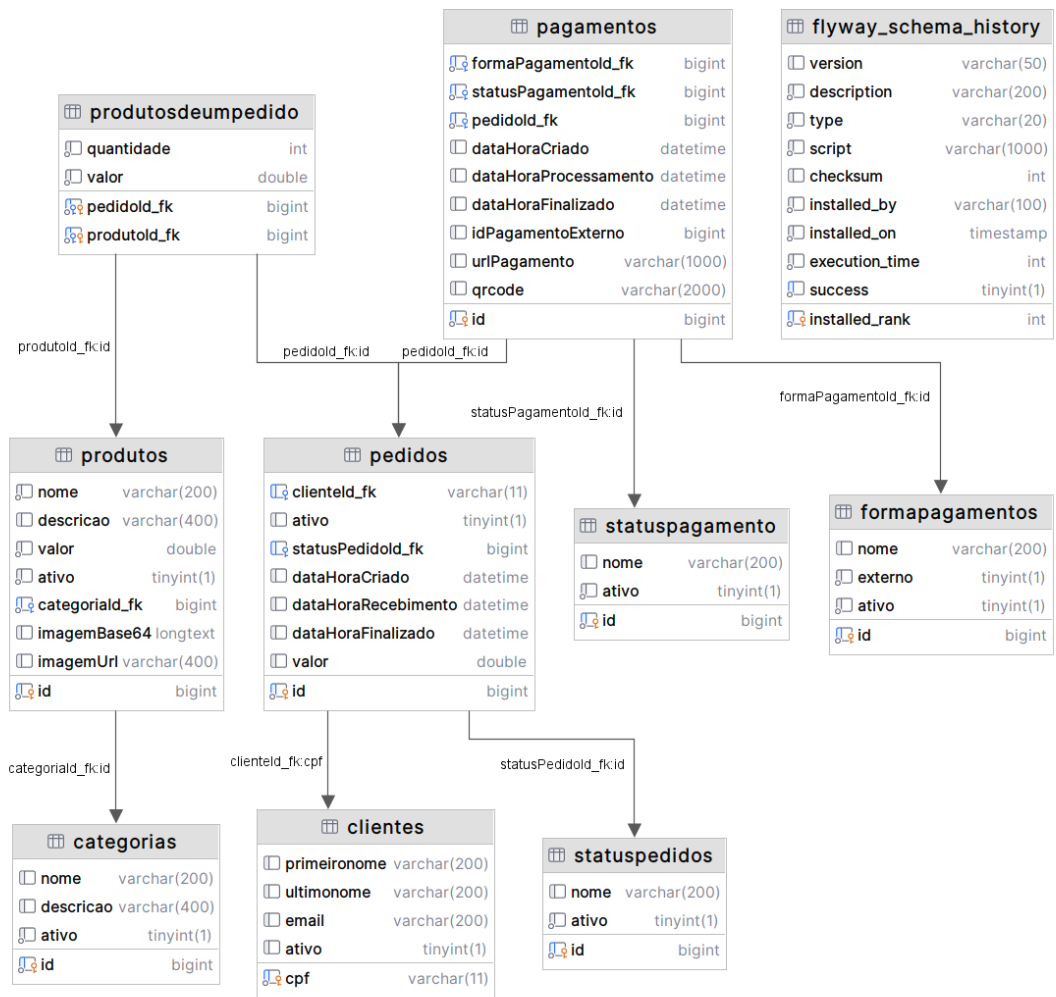 pagamentos
formaPagamentoId_fk bigint
statusPagamentoId_fk bigint
pedidoId_fk bigint
dataHoraCriado datetime
dataHoraProcessamento datetime
dataHoraFinalizado datetime
idPagamentoExterno bigint
urlPagamento varchar(1000)
qrcode varchar(2000)
id bigint
flyway_schema_history
version varchar(50)
description varchar(200)
type varchar(20)
script varchar(1000)
checksum int
installed_by varchar(100)
installed_on timestamp
execution_time int
success tinyint(1)
installed_rank int
produtosdeumpedido
quantidade int
valor double
pedidoId_fk bigint
produtoId_fk bigint
produtoId_fk:id
pedidoId_fk:id
pedidoId_fk:id
statusPagamentoId_fk:id
formaPagamentoId_fk:id
produtos
nome varchar(200)
descricao varchar(400)
valor double
ativo tinyint(1)
categoriaId_fk bigint
imagemBase64 longtext
imagemUrl varchar(400)
id bigint
pedidos
clienteId_fk varchar(11)
ativo tinyint(1)
statusPedidoId_fk bigint
dataHoraCriado datetime
dataHoraRecebimento datetime
dataHoraFinalizado datetime
valor double
id bigint
statuspagamento
nome varchar(200)
ativo tinyint(1)
id bigint
formapagamentos
nome varchar(200)
externo tinyint(1)
ativo tinyint(1)
id bigint
categoriaId_fk:id
clienteId_fk:cpf
statusPedidoId_fk:id
categorias
nome varchar(200)
descricao varchar(400)
ativo tinyint(1)
id bigint
clientes
primeironome varchar(200)
ultimonome varchar(200)
email varchar(200)
ativo tinyint(1)
cpf varchar(11)
statuspedidos
nome varchar(200)
ativo tinyint(1)
id bigint